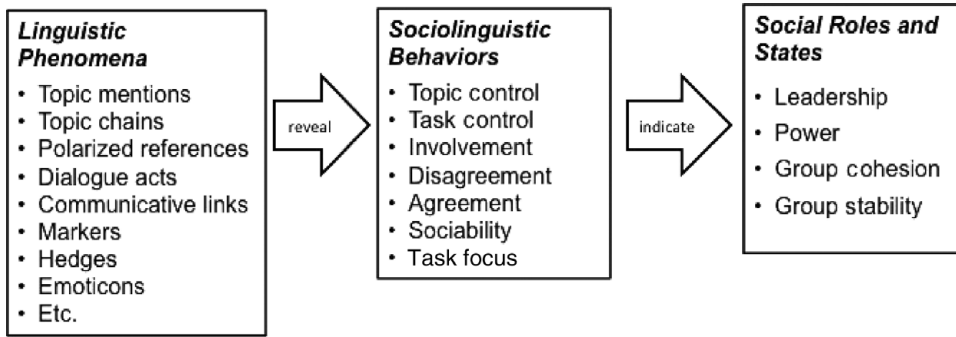 Linguistic
Phenomena
• Topic mentions
• Topic chains
• Polarized references
• Dialogue acts
• Communicative links
• Markers
• Hedges
• Emoticons
• Etc.
reveal
Sociolinguistic
Behaviors
• Topic control
• Task control
• Involvement
• Disagreement
• Agreement
• Sociability
• Task focus
indicate
Social Roles and
States
• Leadership
• Power
• Group cohesion
• Group stability